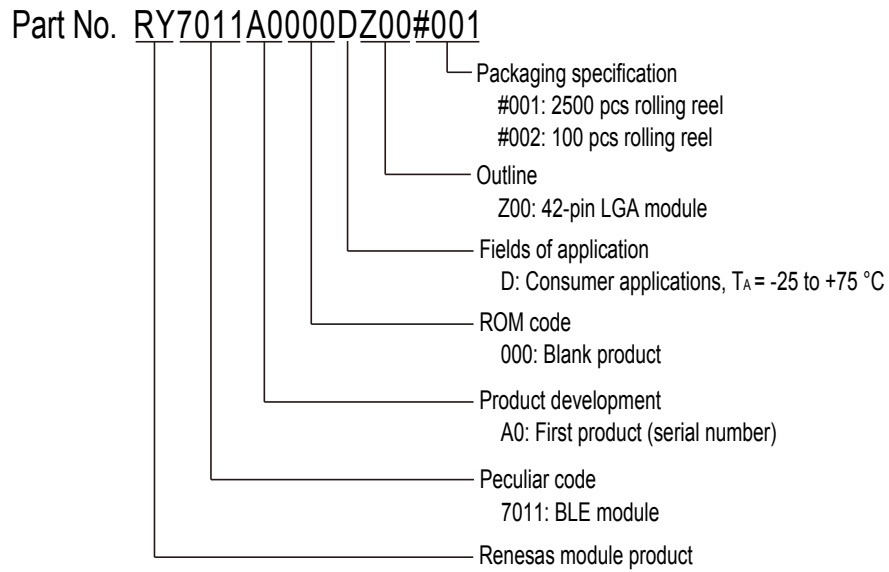 Part No. RY7011A0000DZ00#001
Packaging specification
#001: 2500 pcs rolling reel
#002: 100 pcs rolling reel
Outline
Z00: 42-pin LGA module
Fields of application
D: Consumer applications, TA = -25 to +75 °C
ROM code
000: Blank product
Product development
A0: First product (serial number)
Peculiar code
7011: BLE module
Renesas module product